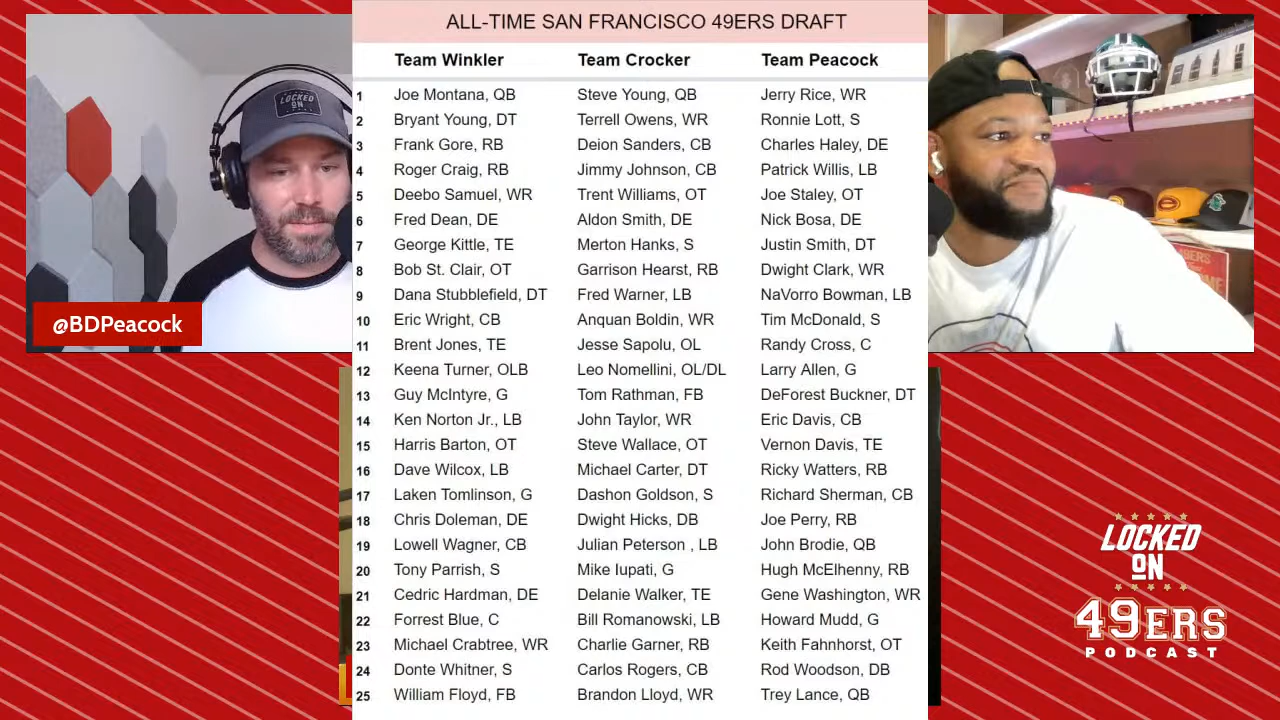 ALL-TIME SAN FRANCISCO 49ERS DRAFT
Team Winkler Team Crocker Team Peacock
1 Joe Montana, QB Steve Young, QB Jerry Rice, WR
2 Bryant Young, DT Terrell Owens, WR Ronnie Lott, S
3 Frank Gore, RB Deion Sanders, CB Charles Haley, DE
4 Roger Craig, RB Jimmy Johnson, CB Patrick Willis, LB
5 Deebo Samuel, WR Trent Williams, OT Joe Staley, OT
6 Fred Dean, DE Aldon Smith, DE Nick Bosa, DE
7 George Kittle, TE Merton Hanks, S Justin Smith, DT
8 Bob St. Clair, OT Garrison Hearst, RB Dwight Clark, WR
9 Dana Stubblefield, DT Fred Warner, LB NaVorro Bowman, LB
10 Eric Wright, CB Anquan Boldin, WR Tim McDonald, S
11 Brent Jones, TE Jesse Sapolu, OL Randy Cross, C
12 Keena Turner, OLB Leo Nomellini, OL/DL Larry Allen, G
13 Guy McIntyre, G Tom Rathman, FB DeForest Buckner, DT
14 Ken Norton Jr., LB John Taylor, WR Eric Davis, CB
15 Harris Barton, OT Steve Wallace, OT Vernon Davis, TE
16 Dave Wilcox, LB Michael Carter, DT Ricky Watters, RB
17 Laken Tomlinson, G Dashon Goldson, S Richard Sherman, CB
18 Chris Doleman, DE Dwight Hicks, DB Joe Perry, RB
19 Lowell Wagner, CB Julian Peterson , LB John Brodie, QB
20 Tony Parrish, S Mike Iupati, G Hugh McElhenny, RB
21 Cedric Hardman, DE Delanie Walker, TE Gene Washington, WR
22 Forrest Blue, C Bill Romanowski, LB Howard Mudd, G
23 Michael Crabtree, WR Charlie Garner, RB Keith Fahnhorst, OT
24 Donte Whitner, S Carlos Rogers, CB Rod Woodson, DB
25 William Floyd, FB Brandon Lloyd, WR Trey Lance, QB
LOCKED
ON
@BDPeacock
LOCKED
ON
49ERS
PODCAST